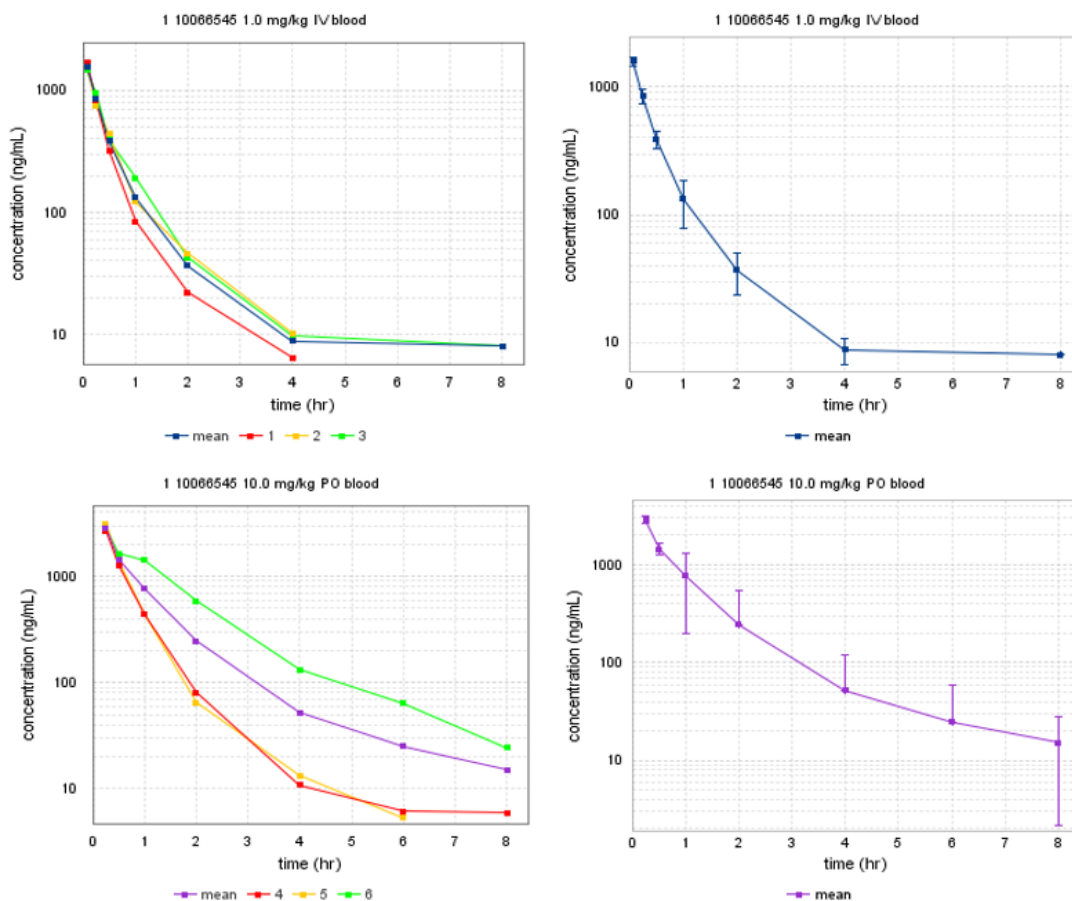 1 10066545 1.0 mg/kg IV blood
concentration (ng/mL)
1000
100
10
0 1 2 3 4 5 6 7 8
time (hr)
mean 1 2 3
1 10066545 1.0 mg/kg IV blood
concentration (ng/mL)
1000
100
10
0 1 2 3 4 5 6 7 8
time (hr)
mean
1 10066545 10.0 mg/kg PO blood
concentration (ng/mL)
1000
100
10
0 1 2 3 4 5 6 7 8
time (hr)
mean 4 5 6
1 10066545 10.0 mg/kg PO blood
concentration (ng/mL)
1000
100
10
0 1 2 3 4 5 6 7 8
time (hr)
mean